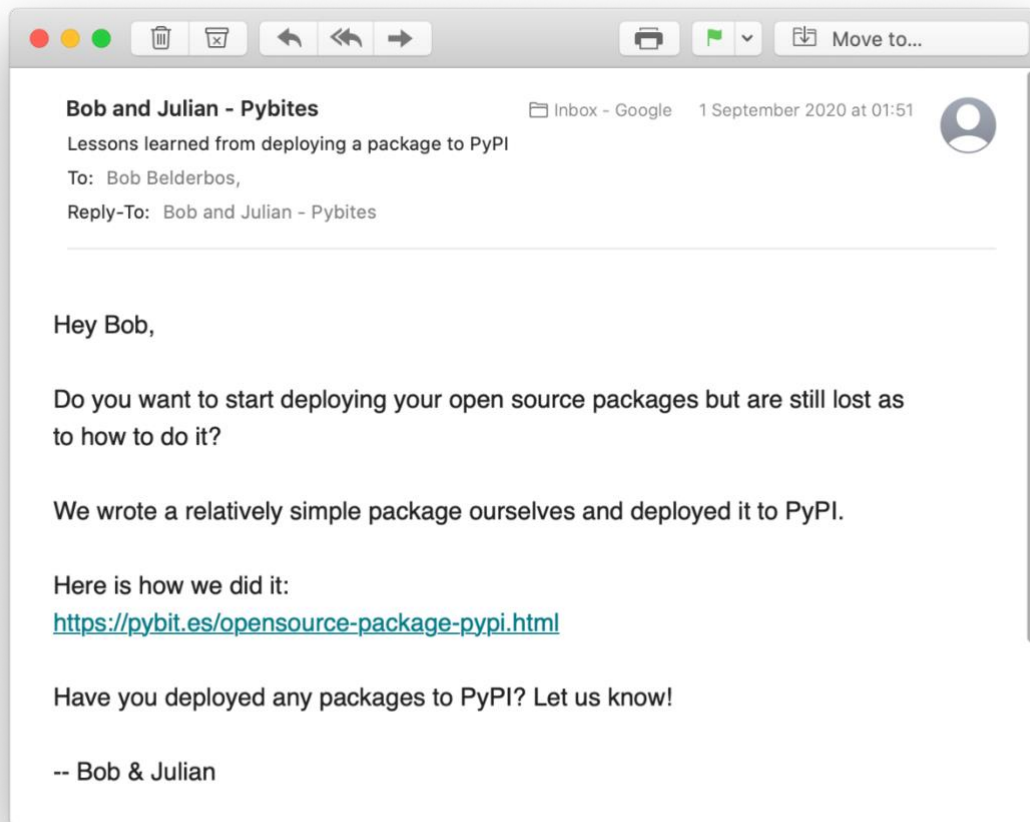 Move to...
Bob and Julian - Pybites
Inbox - Google 1 September 2020 at 01:51
Lessons learned from deploying a package to PyPI
To: Bob Belderbos,
Reply-To: Bob and Julian - Pybites
Hey Bob,
Do you want to start deploying your open source packages but are still lost as
to how to do it?
We wrote a relatively simple package ourselves and deployed it to PyPI.
Here is how we did it:
https://pybit.es/opensource-package-pypi.html
Have you deployed any packages to PyPI? Let us know!
-- Bob & Julian